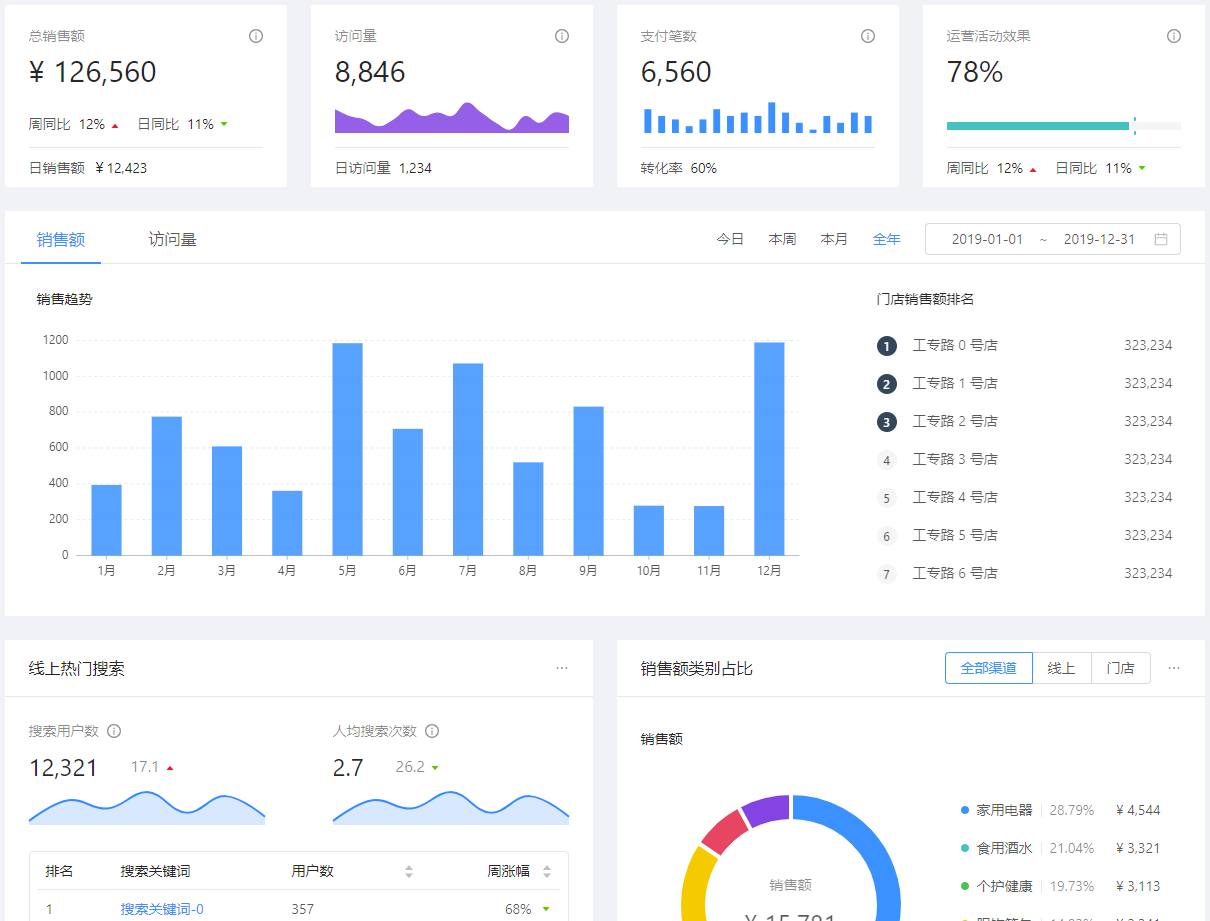 总销售额
¥ 126,560
周同比 12% 日同比 11%
日销售额 ¥ 12,423
访问量
8,846
日访问量 1,234
支付笔数
6,560
转化率 60%
运营活动效果
78%
周同比 12% 日同比 11%
销售额 访问量 今日 本周 本月 全年 2019-01-01 ~ 2019-12-31
销售趋势
1200
1000
800
600
400
200
0
1月 2月 3月 4月 5月 6月 7月 8月 9月 10月 11月 12月
门店销售额排名
1 工专路 0 号店 323,234
2 工专路 1 号店 323,234
3 工专路 2 号店 323,234
4 工专路 3 号店 323,234
5 工专路 4 号店 323,234
6 工专路 5 号店 323,234
7 工专路 6 号店 323,234
线上热门搜索 ···
搜索用户数 人均搜索次数
12,321 17.1 2.7 26.2
排名 搜索关键词 用户数 周涨幅
1 搜索关键词-0 357 68%
销售额类别占比 全部渠道 线上 门店 ···
销售额
销售额
¥ 15,781
家用电器 28.79% ¥ 4,544
食用酒水 21.04% ¥ 3,321
个护健康 19.73% ¥ 3,113